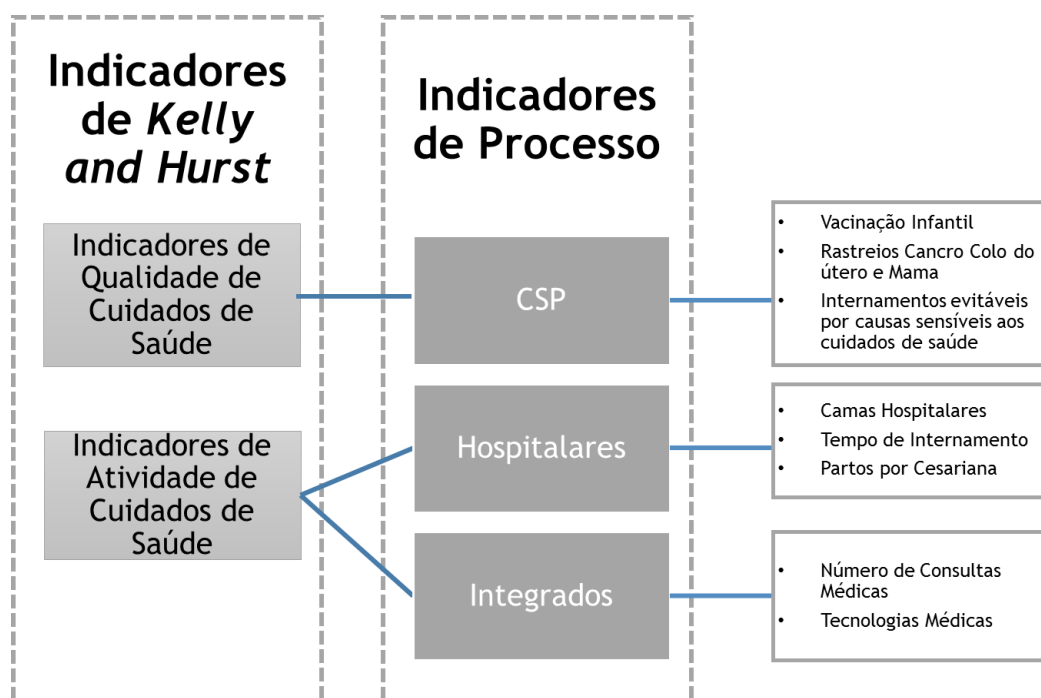 Indicadores
de Kelly
and Hurst
Indicadores de
Qualidade de
Cuidados de
Saúde
Indicadores de
Atividade de
Cuidados de
Saúde
Indicadores
de Processo
CSP
Hospitalares
Integrados
• Vacinação Infantil
• Rastreios Cancro Colo do
útero e Mama
• Internamentos evitáveis
por causas sensíveis aos
cuidados de saúde
• Camas Hospitalares
• Tempo de Internamento
• Partos por Cesariana
• Número de Consultas
Médicas
• Tecnologias Médicas